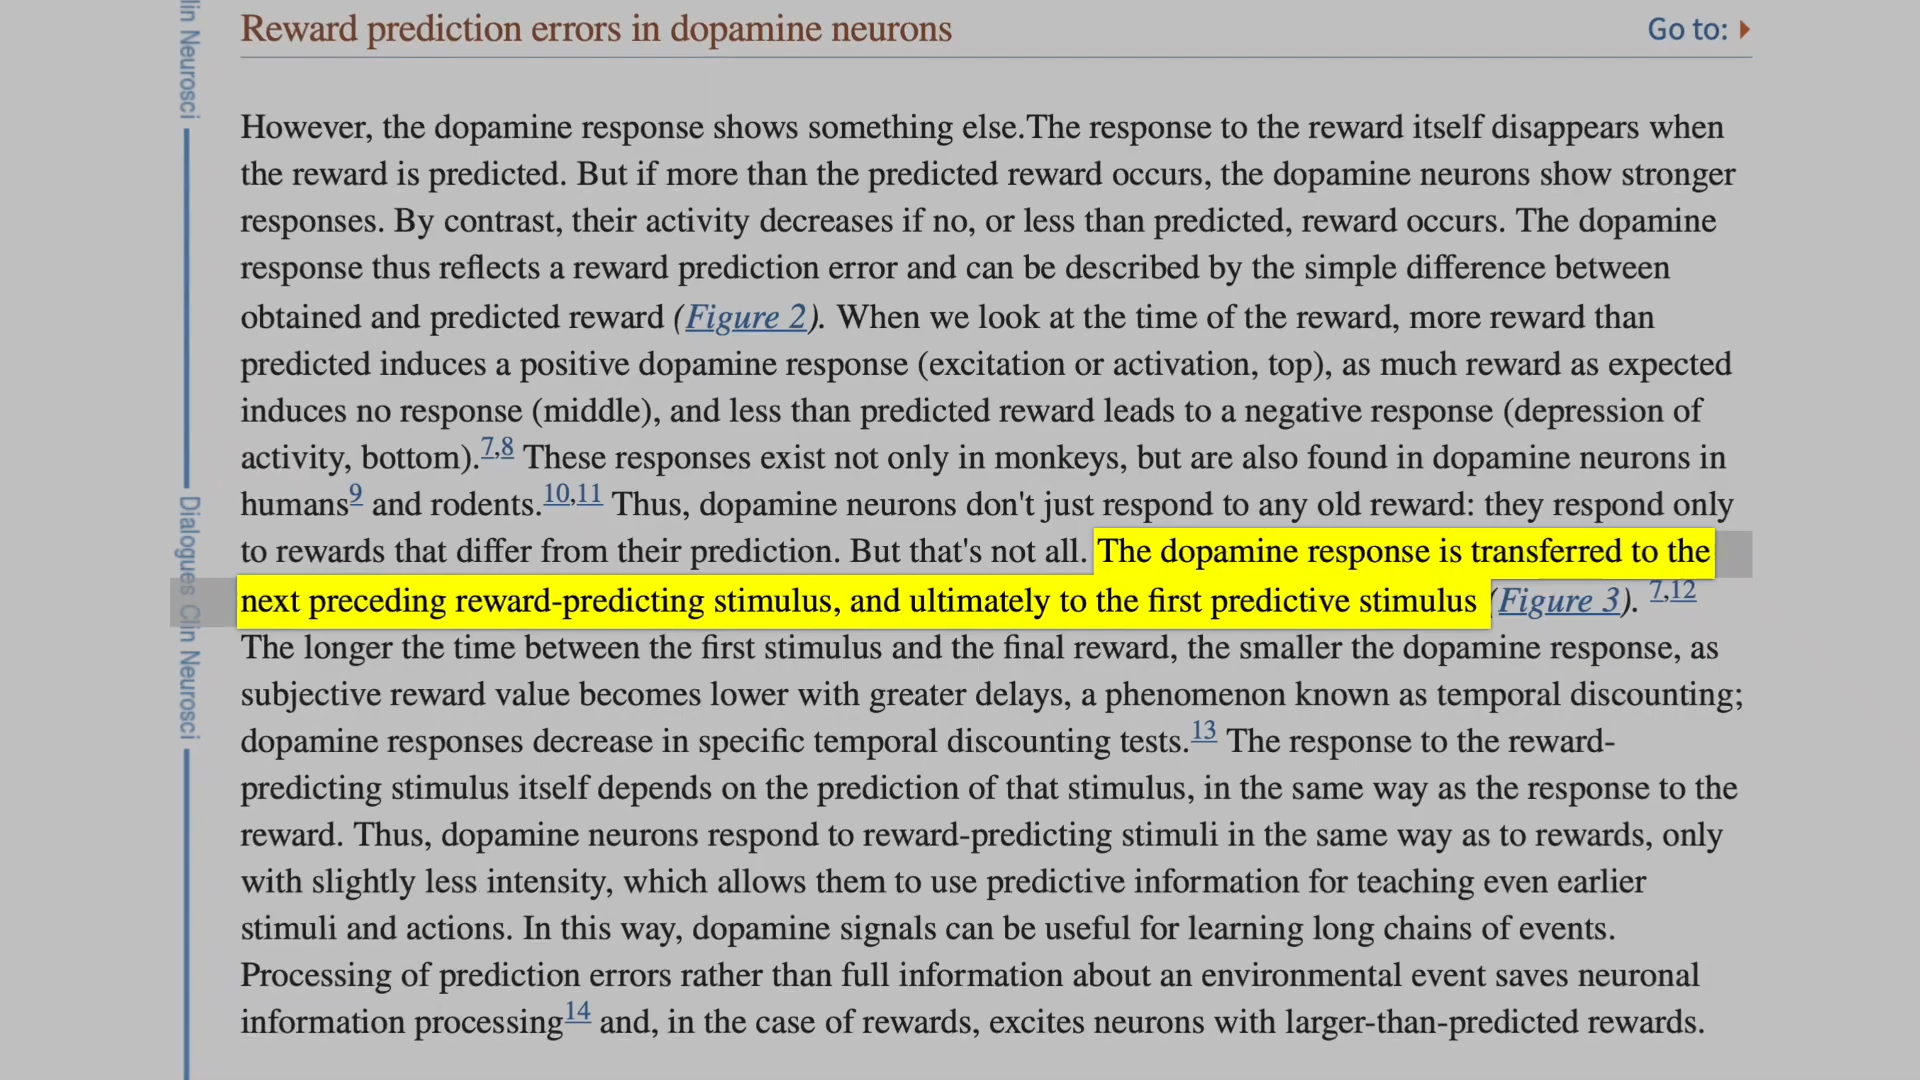 Reward prediction errors in dopamine neurons
Go to:
lin Neurosci
Dialogues Clin Neurosci
However, the dopamine response shows something else.The response to the reward itself disappears when
the reward is predicted. But if more than the predicted reward occurs, the dopamine neurons show stronger
responses. By contrast, their activity decreases if no, or less than predicted, reward occurs. The dopamine
response thus reflects a reward prediction error and can be described by the simple difference between
obtained and predicted reward (Figure 2). When we look at the time of the reward, more reward than
predicted induces a positive dopamine response (excitation or activation, top), as much reward as expected
induces no response (middle), and less than predicted reward leads to a negative response (depression of
activity, bottom).7,8 These responses exist not only in monkeys, but are also found in dopamine neurons in
humans9 and rodents.10,11 Thus, dopamine neurons don't just respond to any old reward: they respond only
to rewards that differ from their prediction. But that's not all. The dopamine response is transferred to the
next preceding reward-predicting stimulus, and ultimately to the first predictive stimulus (Figure 3). 7,12
The longer the time between the first stimulus and the final reward, the smaller the dopamine response, as
subjective reward value becomes lower with greater delays, a phenomenon known as temporal discounting;
dopamine responses decrease in specific temporal discounting tests.13 The response to the reward-
predicting stimulus itself depends on the prediction of that stimulus, in the same way as the response to the
reward. Thus, dopamine neurons respond to reward-predicting stimuli in the same way as to rewards, only
with slightly less intensity, which allows them to use predictive information for teaching even earlier
stimuli and actions. In this way, dopamine signals can be useful for learning long chains of events.
Processing of prediction errors rather than full information about an environmental event saves neuronal
information processing14 and, in the case of rewards, excites neurons with larger-than-predicted rewards.